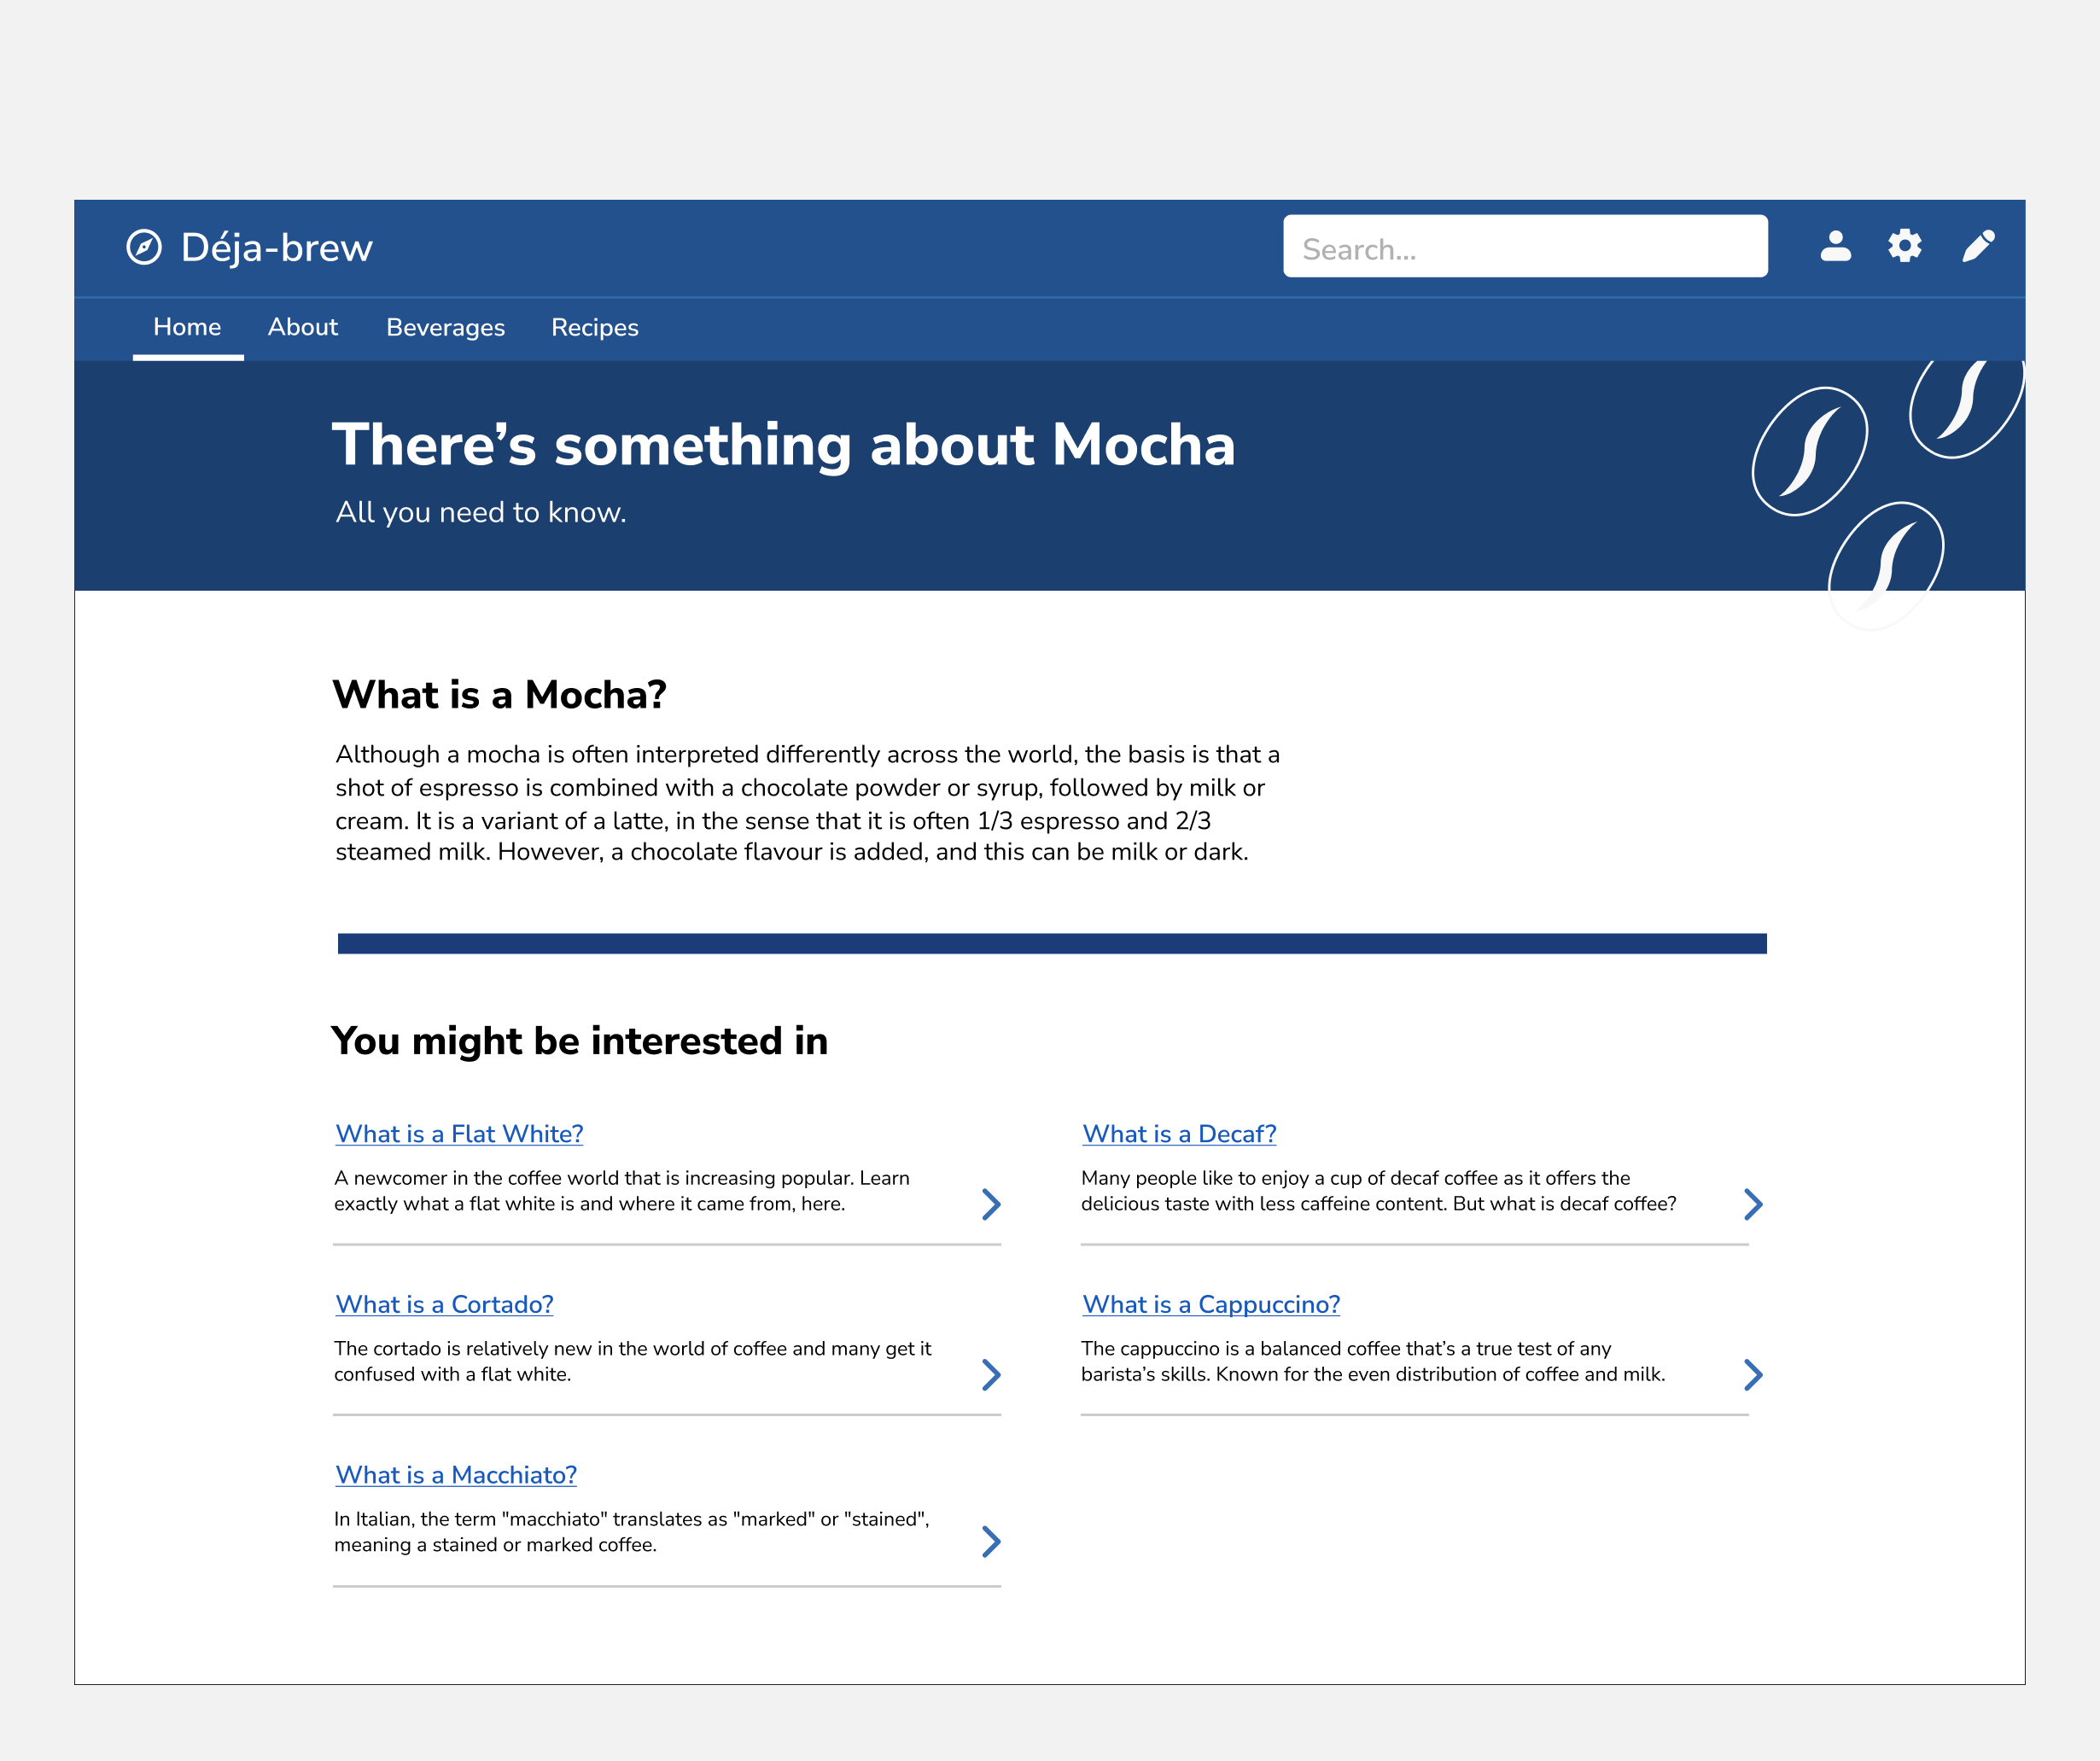 Déja-brew
Search...
Home
About
Beverages
Recipes
There’s something about Mocha
All you need to know.
What is a Mocha?
Although a mocha is often interpreted differently across the world, the basis is that a
shot of espresso is combined with a chocolate powder or syrup, followed by milk or
cream. It is a variant of a latte, in the sense that it is often 1/3 espresso and 2/3
steamed milk. However, a chocolate flavour is added, and this can be milk or dark.
You might be interested in
What is a Flat White?
A newcomer in the coffee world that is increasing popular. Learn
exactly what a flat white is and where it came from, here.
What is a Decaf?
Many people like to enjoy a cup of decaf coffee as it offers the
delicious taste with less caffeine content. But what is decaf coffee?
What is a Cortado?
The cortado is relatively new in the world of coffee and many get it
confused with a flat white.
What is a Cappuccino?
The cappuccino is a balanced coffee that’s a true test of any
barista’s skills. Known for the even distribution of coffee and milk.
What is a Macchiato?
In Italian, the term "macchiato" translates as "marked" or "stained",
meaning a stained or marked coffee.